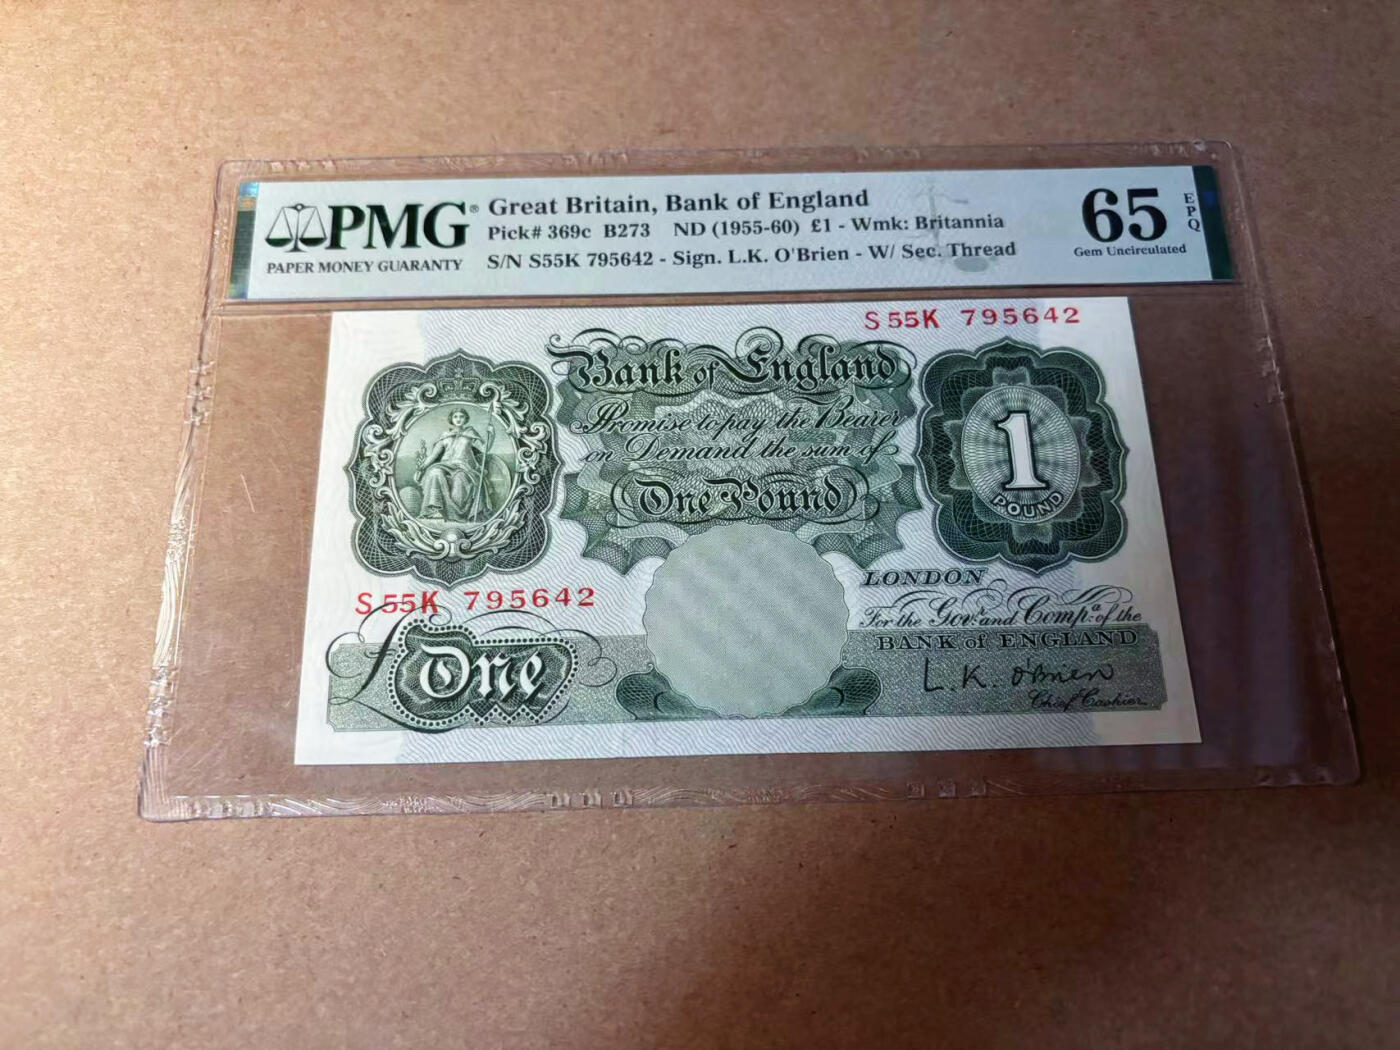 PMG®
PAPER MONEY GUARANTY
Great Britain, Bank of England
Pick# 369c B273 ND (1955-60) £1 - Wmk: Britannia
S/N S55K 795642 - Sign. L.K. O'Brien - W/ Sec. Thread
65
EPQ
Gem Uncirculated
S55K 795642
Bank of England
Promise to pay the Bearer
on Demand the sum of
One Pound
1
POUND
S55K 795642
LONDON
For the Govr. and Compa. of the
BANK of ENGLAND
£One
L.K. O'Brien
Chief Cashier